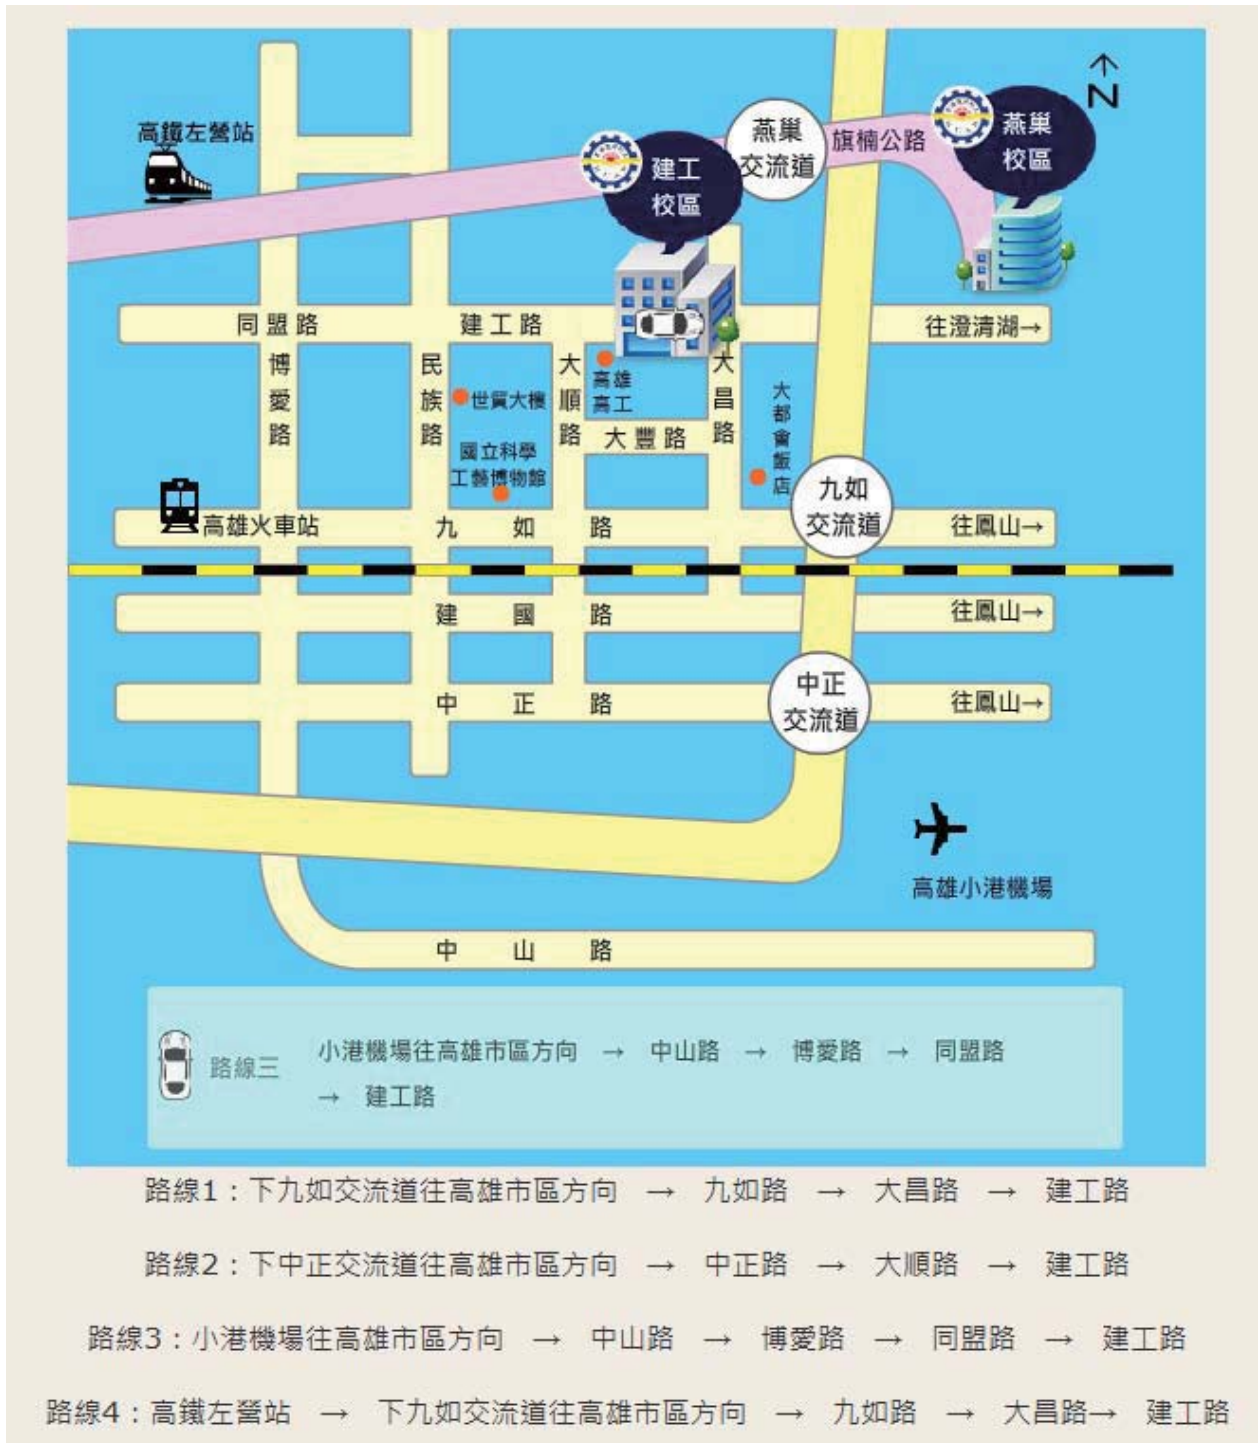 高鐵左營站
建工
校區
燕巢
交流道
旗楠公路
燕巢
校區
N
同盟路
建工路
往澄清湖→
博愛路
民族路
世貿大樓
國立科學
工藝博物館
大順路
高雄
高工
大豐路
大昌路
大都會飯店
九如
交流道
高雄火車站
九如路
往鳳山→
建國路
往鳳山→
中正路
中正
交流道
往鳳山→
高雄小港機場
中山路
路線三 小港機場往高雄市區方向 → 中山路 → 博愛路 → 同盟路
→ 建工路
路線1：下九如交流道往高雄市區方向 → 九如路 → 大昌路 → 建工路
路線2：下中正交流道往高雄市區方向 → 中正路 → 大順路 → 建工路
路線3：小港機場往高雄市區方向 → 中山路 → 博愛路 → 同盟路 → 建工路
路線4：高鐵左營站 → 下九如交流道往高雄市區方向 → 九如路 → 大昌路→ 建工路